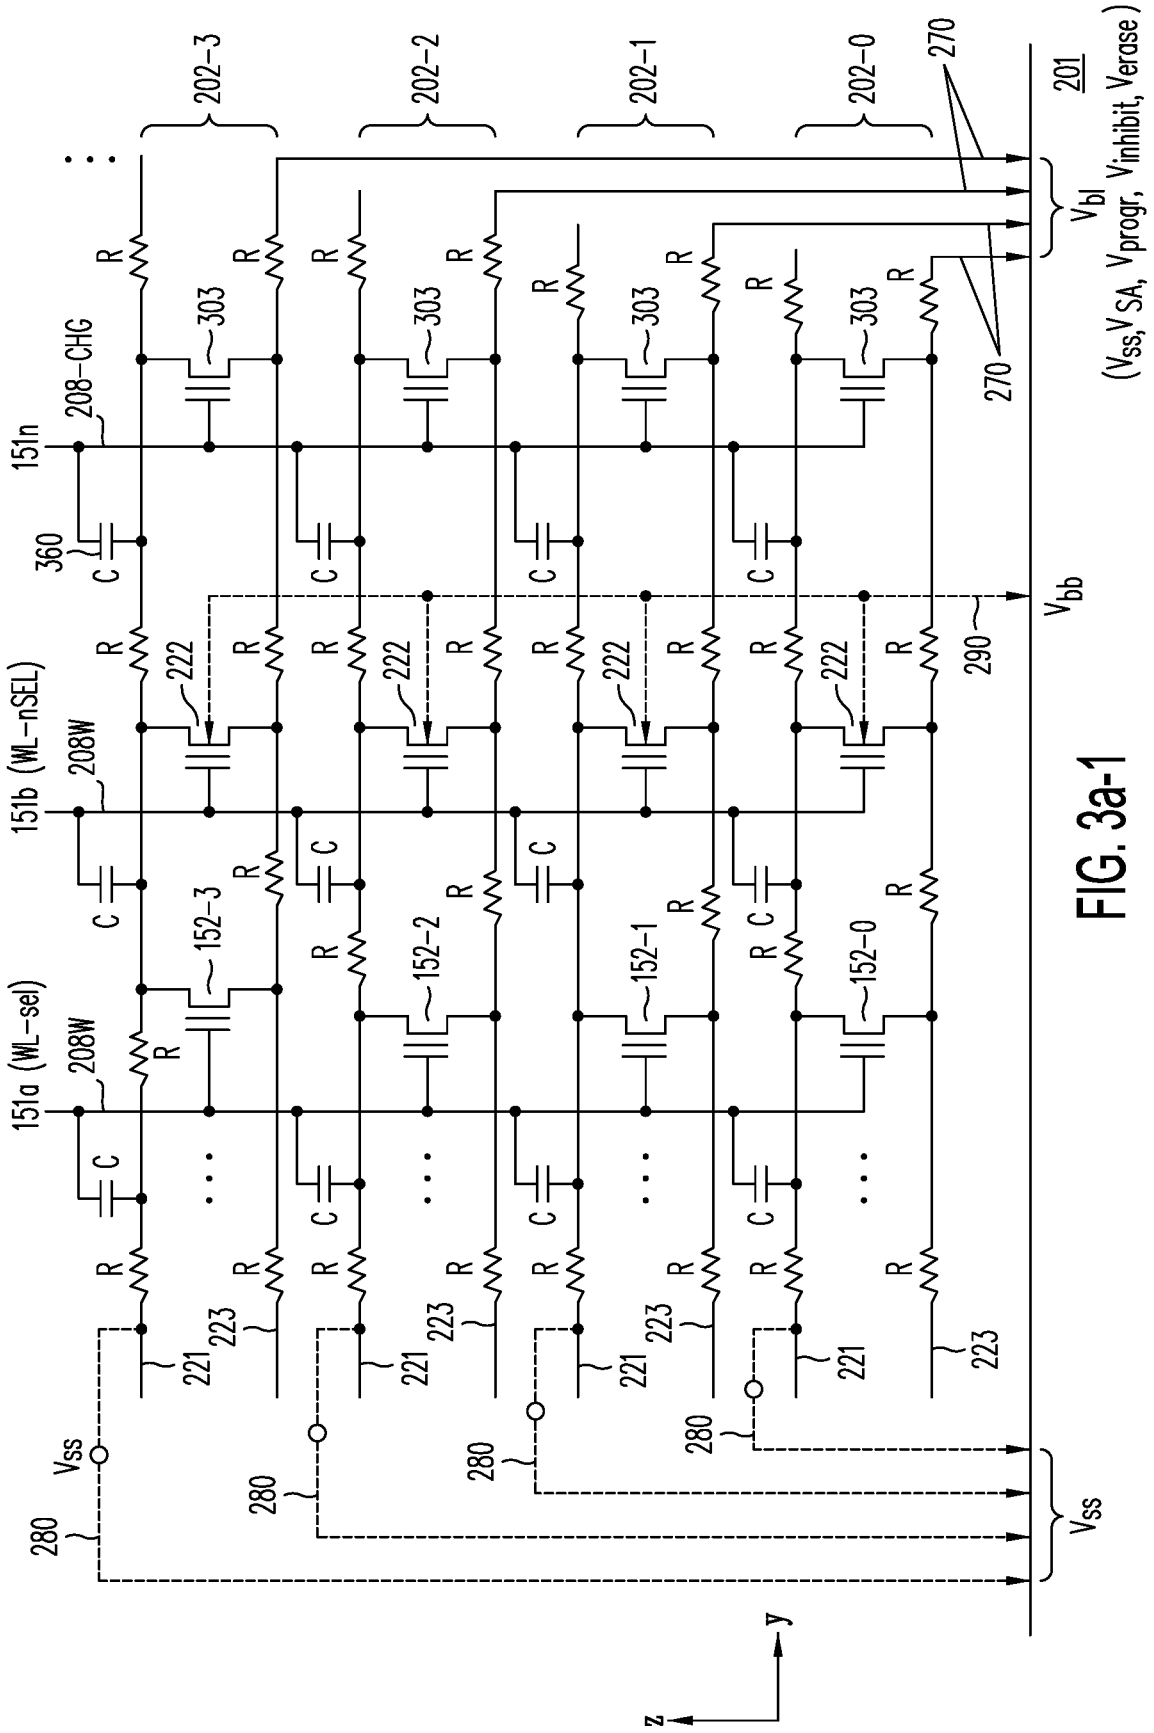 151a (WL-sel)
151b (WL-nSEL)
151n
280
Vss
208W
208W
360
208-CHG
C
C
C
R
R
R
R
221
152-3
222
303
202-3
223
R
R
R
R
280
C
C
C
R
R
R
R
221
152-2
222
303
202-2
223
R
R
R
R
280
C
C
C
R
R
R
221
152-1
222
303
202-1
223
R
R
R
R
280
C
C
C
R
R
R
R
221
152-0
222
303
202-0
R
R
R
R
223
290
270
270
z
y
Vss
Vbb
Vbl
201
(Vss, VSA, Vprogr, Vinhibit, Verase)
FIG. 3a-1